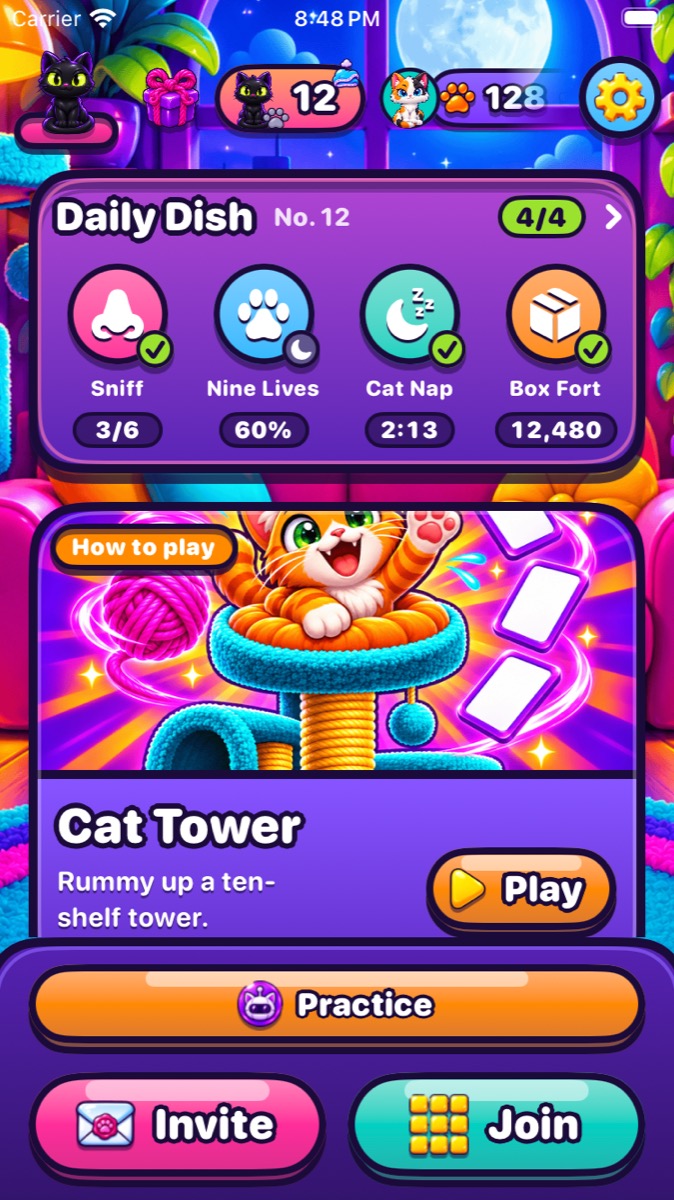 Carrier 8:48 PM
12
128
Daily Dish No. 12 4/4
z z z
Sniff Nine Lives Cat Nap Box Fort
3/6 60% 2:13 12,480
How to play
Cat Tower
Rummy up a ten-
shelf tower.
Play
Practice
Invite Join